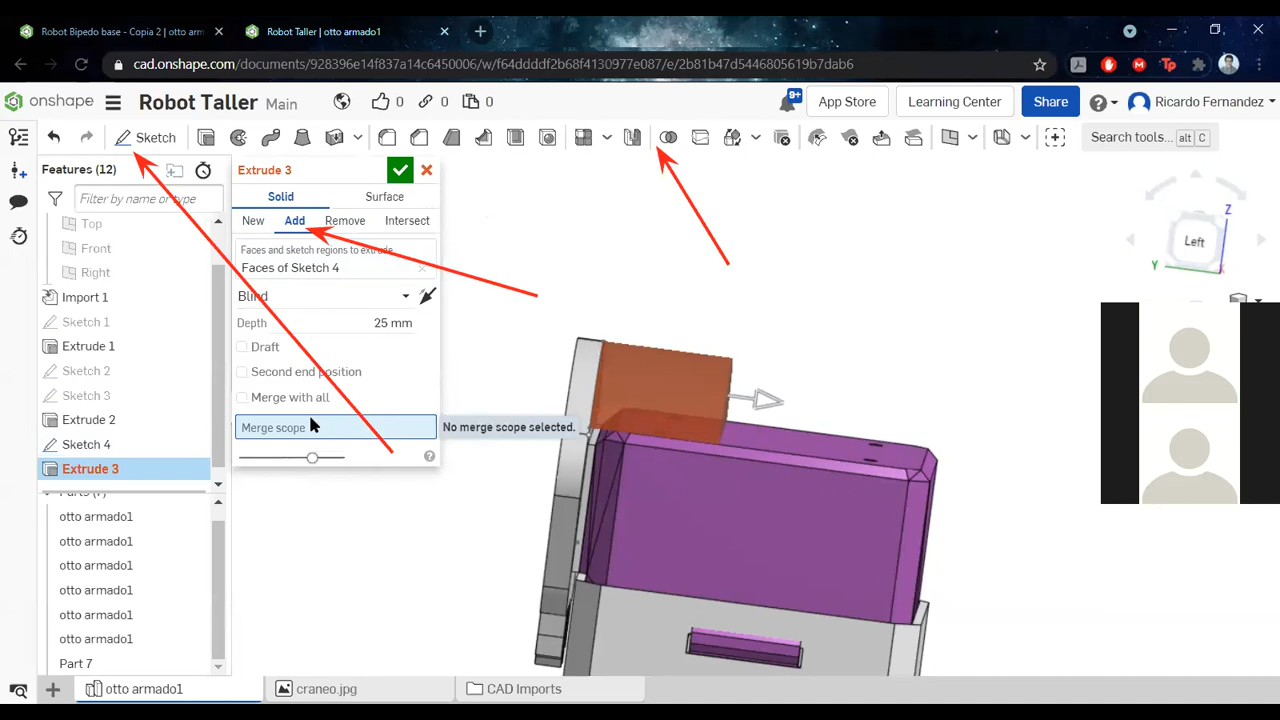 Robot Bipedo base - Copia 2 | otto arm
Robot Taller | otto armado1
cad.onshape.com/documents/928396e14f837a14c6450006/w/f64ddddf2b68f4307977e087/e/2b81b47d5446805619b7dab6
onshape
Robot Taller Main
0
0
0
9+
App Store
Learning Center
Share
Ricardo Fernandez
Sketch
Search tools...
alt C
Features (12)
Filter by name or type
Top
Front
Right
Import 1
Sketch 1
Extrude 1
Sketch 2
Sketch 3
Extrude 2
Sketch 4
Extrude 3
Parts (7)
otto armado1
otto armado1
otto armado1
otto armado1
otto armado1
otto armado1
Part 7
Extrude 3
Solid
Surface
New
Add
Remove
Intersect
Faces and sketch regions to extrude
Faces of Sketch 4
Blind
Depth
25 mm
Draft
Second end position
Merge with all
Merge scope
No merge scope selected.
Left
Z
Y
otto armado1
craneo.jpg
CAD Imports